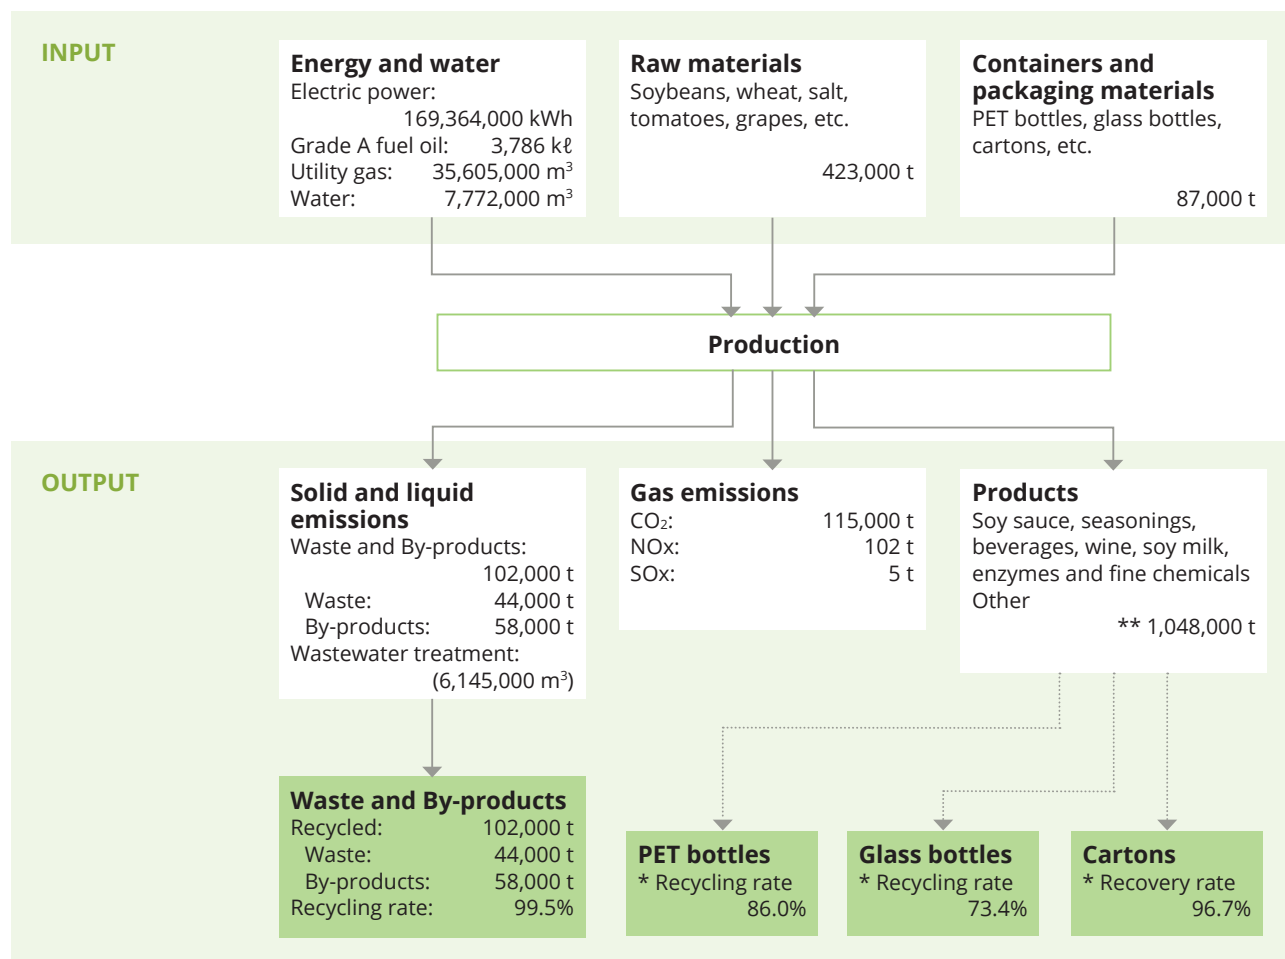 INPUT
Energy and water
Electric power:
169,364,000 kWh
Grade A fuel oil: 3,786 kℓ
Utility gas: 35,605,000 m³
Water: 7,772,000 m³
Raw materials
Soybeans, wheat, salt,
tomatoes, grapes, etc.
423,000 t
Containers and
packaging materials
PET bottles, glass bottles,
cartons, etc.
87,000 t
Production
OUTPUT
Solid and liquid
emissions
Waste and By-products:
102,000 t
Waste: 44,000 t
By-products: 58,000 t
Wastewater treatment:
(6,145,000 m³)
Gas emissions
CO₂: 115,000 t
NOx: 102 t
SOx: 5 t
Products
Soy sauce, seasonings,
beverages, wine, soy milk,
enzymes and fine chemicals
Other
** 1,048,000 t
Waste and By-products
Recycled: 102,000 t
Waste: 44,000 t
By-products: 58,000 t
Recycling rate: 99.5%
PET bottles
* Recycling rate
86.0%
Glass bottles
* Recycling rate
73.4%
Cartons
* Recovery rate
96.7%